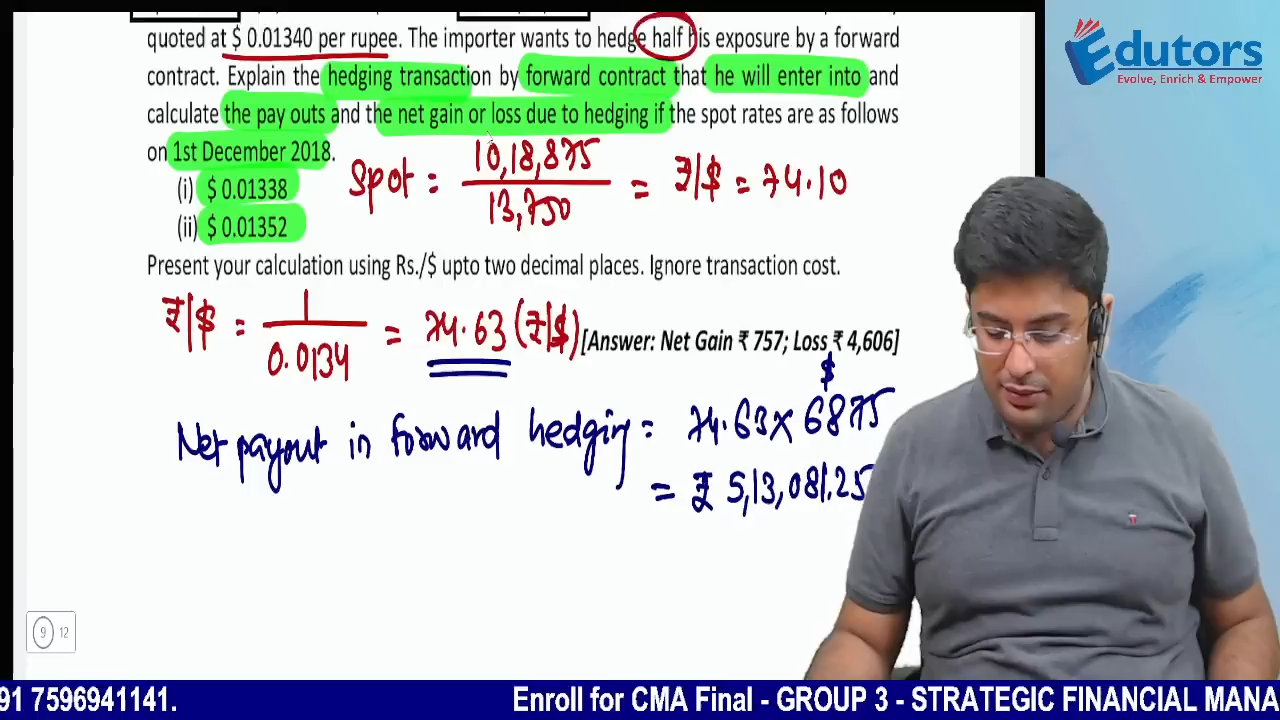 quoted at $ 0.01340 per rupee. The importer wants to hedge half his exposure by a forward
contract. Explain the hedging transaction by forward contract that he will enter into and
calculate the pay outs and the net gain or loss due to hedging if the spot rates are as follows
on 1st December 2018.
(i) $ 0.01338
(ii) $ 0.01352
Spot = 10,18,875 / 13,750 = ₹/$ = 74.10
Present your calculation using Rs./$ upto two decimal places. Ignore transaction cost.
₹/$ = 1 / 0.0134 = 74.63 (₹/$)
[Answer: Net Gain ₹ 757; Loss ₹ 4,606]
$
Net payout in forward hedging = 74.63 x 6875
= ₹ 5,13,081.25
9 12
Edutors
Evolve, Enrich & Empower
91 7596941141.
Enroll for CMA Final - GROUP 3 - STRATEGIC FINANCIAL MANA